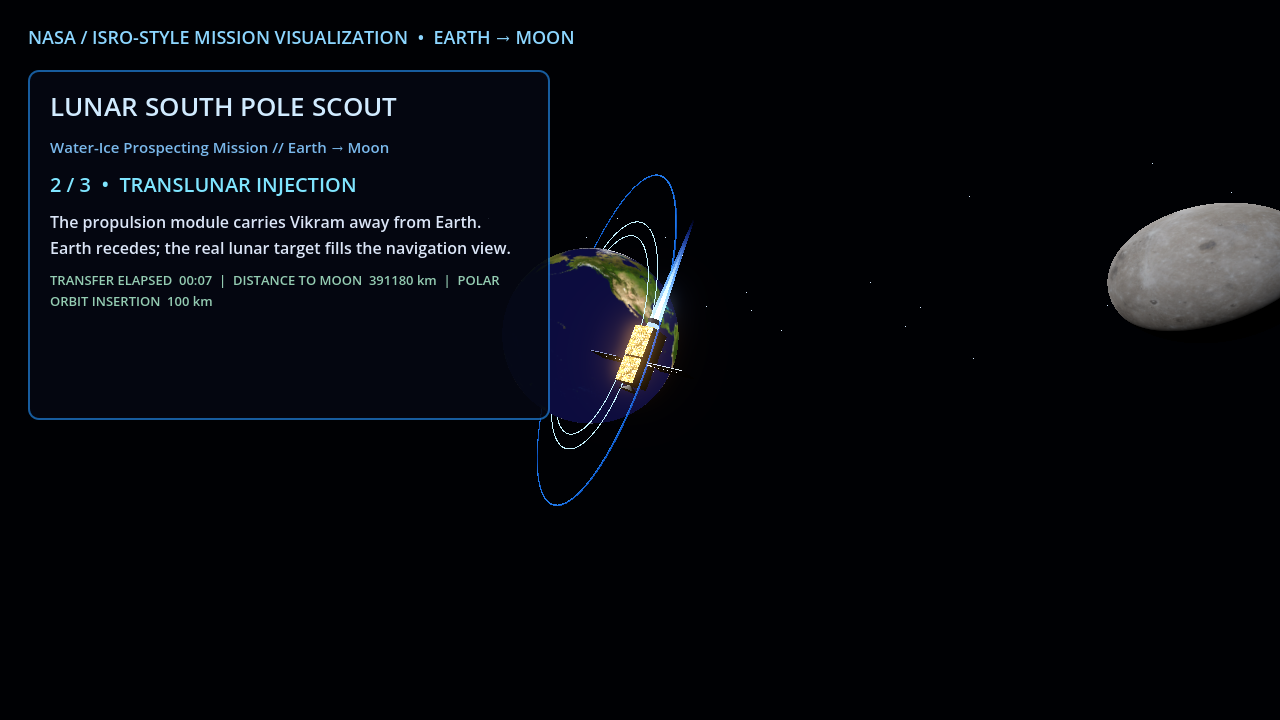 NASA / ISRO-STYLE MISSION VISUALIZATION • EARTH → MOON
LUNAR SOUTH POLE SCOUT
Water-Ice Prospecting Mission // Earth → Moon
2 / 3 • TRANSLUNAR INJECTION
The propulsion module carries Vikram away from Earth.
Earth recedes; the real lunar target fills the navigation view.
TRANSFER ELAPSED 00:07 | DISTANCE TO MOON 391180 km | POLAR
ORBIT INSERTION 100 km